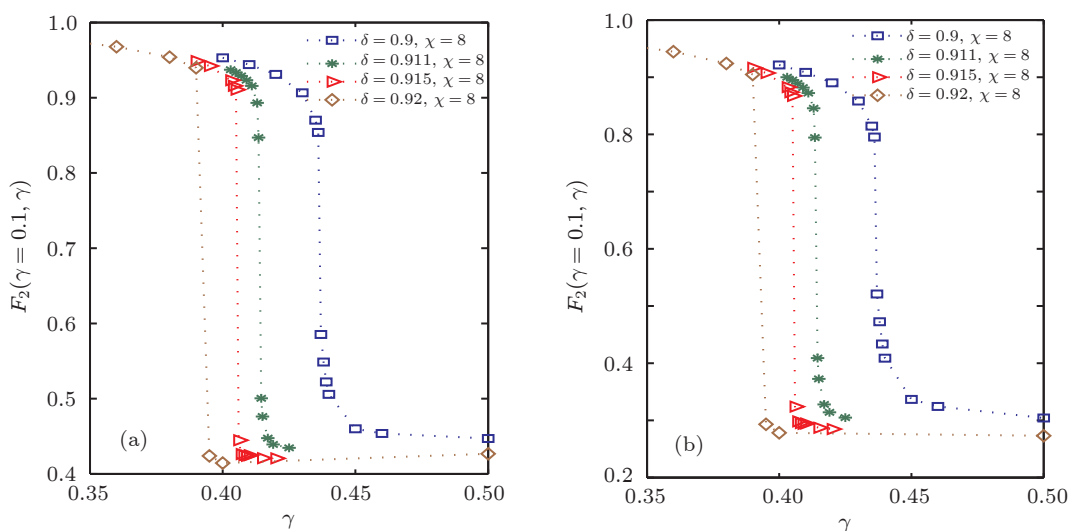 1.0
0.9
0.8
0.7
0.6
0.5
0.4
0.35
0.40
0.45
0.50
F₂(γ = 0.1, γ)
γ
(a)
δ = 0.9, χ = 8
δ = 0.911, χ = 8
δ = 0.915, χ = 8
δ = 0.92, χ = 8
1.0
0.8
0.6
0.4
0.2
0.35
0.40
0.45
0.50
F₂(γ = 0.1, γ)
γ
(b)
δ = 0.9, χ = 8
δ = 0.911, χ = 8
δ = 0.915, χ = 8
δ = 0.92, χ = 8